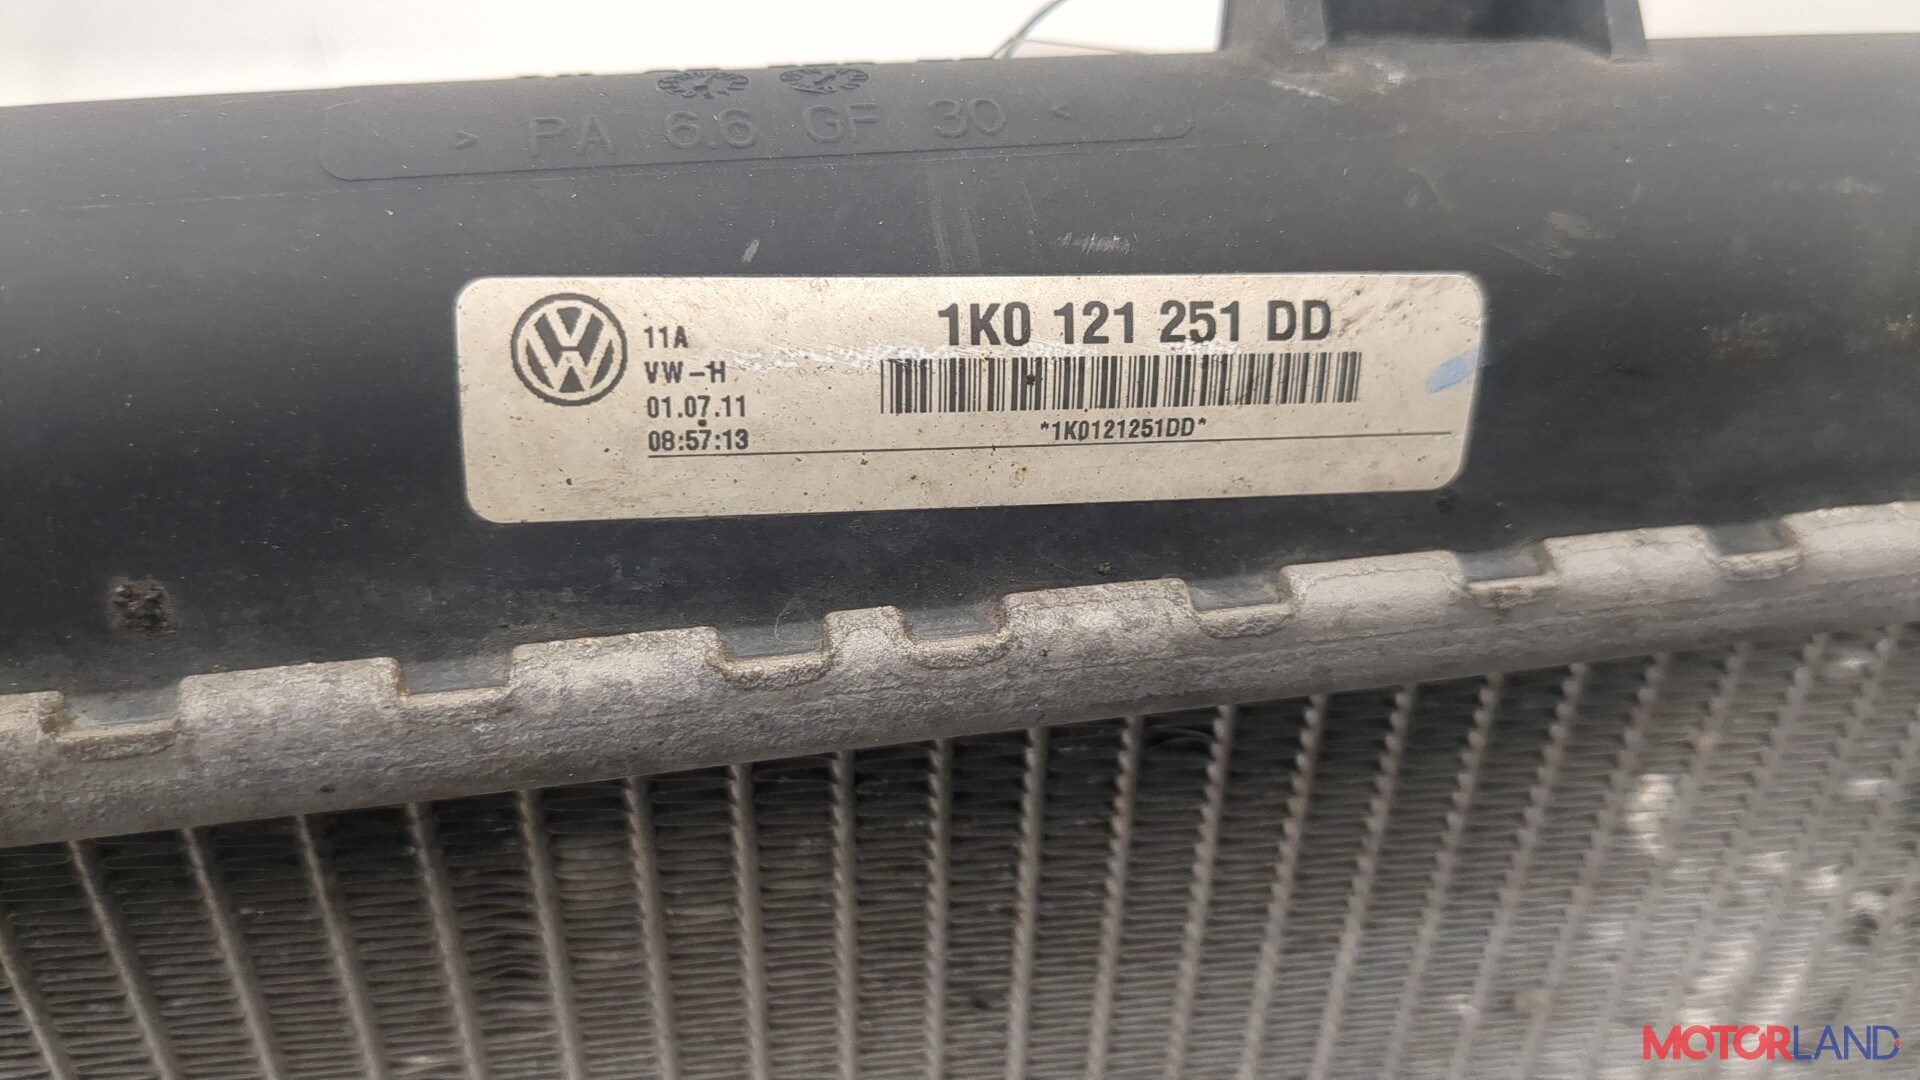 > PA 6.6 GF 30 <
1K0 121 251 DD
11A
VW-H
01.07.11
08:57:13
*1K0121251DD*
MOTORLAND